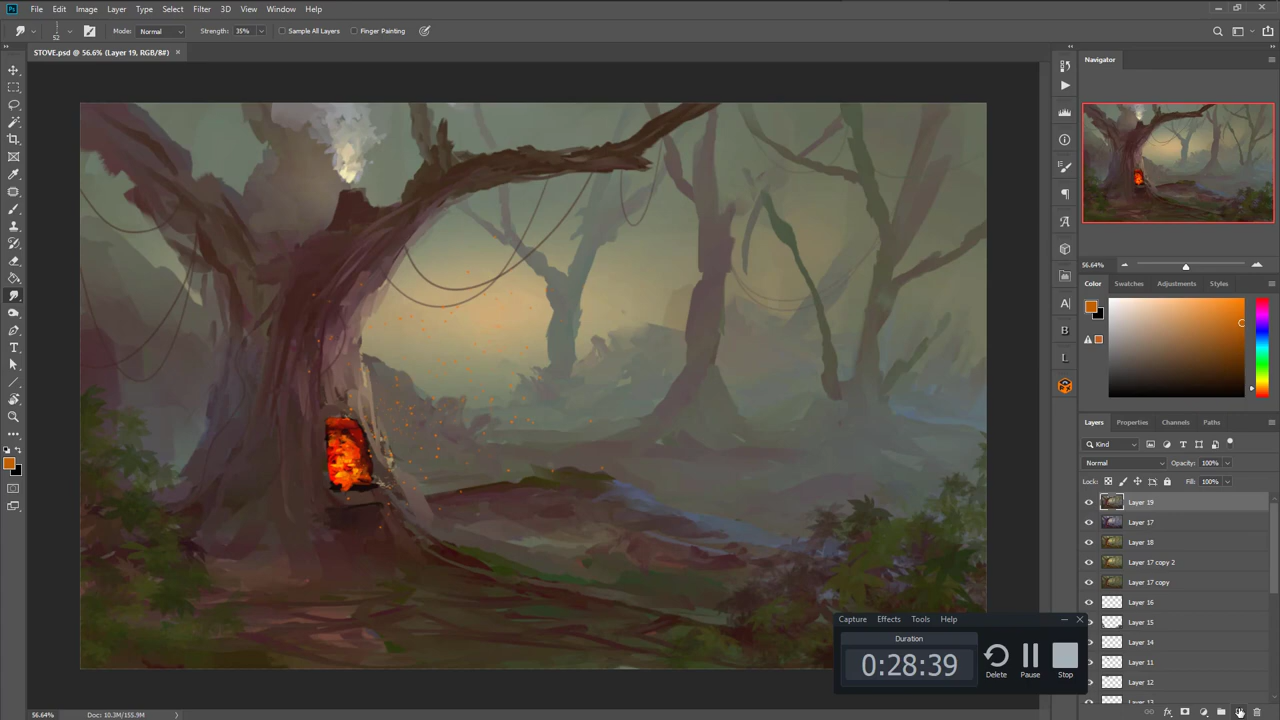 Ps File Edit Image Layer Type Select Filter 3D View Window Help
52 Mode: Normal Strength: 35% Sample All Layers Finger Painting
STOVE.psd @ 56.6% (Layer 19, RGB/8#) ×
Navigator
56.64%
Color Swatches Adjustments Styles
Layers Properties Channels Paths
Kind
Normal Opacity: 100%
Lock: Fill: 100%
Layer 19
Layer 17
Layer 18
Layer 17 copy 2
Layer 17 copy
Layer 16
Layer 15
Layer 14
Layer 11
Layer 12
Layer 13
Capture Effects Tools Help
Duration
0:28:39
Delete Pause Stop
56.64% Doc: 10.3M/155.9M